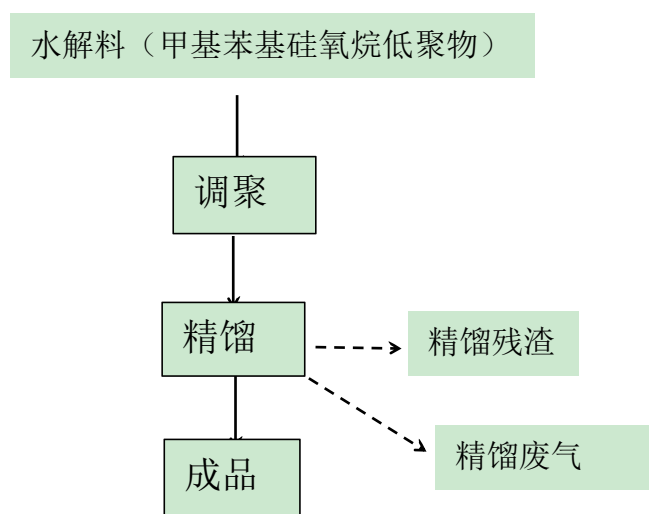 水解料（甲基苯基硅氧烷低聚物）
调聚
精馏
精馏残渣
精馏废气
成品